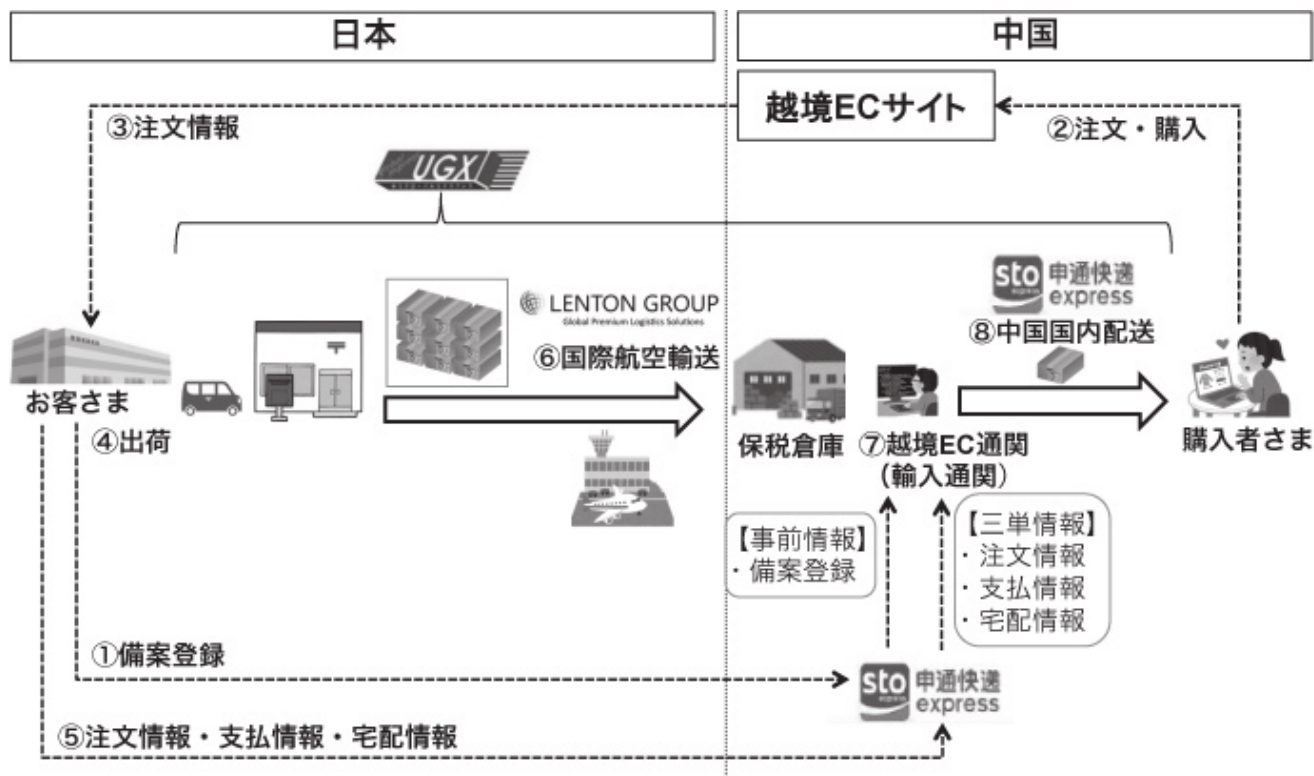 日本
中国
越境ECサイト
③注文情報
②注文・購入
UGX
sto
express
申通快递
express
LENTON GROUP
Global Premium Logistics Solutions
⑧中国国内配送
⑥国際航空輸送
お客さま
④出荷
保税倉庫
⑦越境EC通関
(輸入通関)
購入者さま
【事前情報】
・備案登録
【三単情報】
・注文情報
・支払情報
・宅配情報
①備案登録
sto
express
申通快递
express
⑤注文情報・支払情報・宅配情報